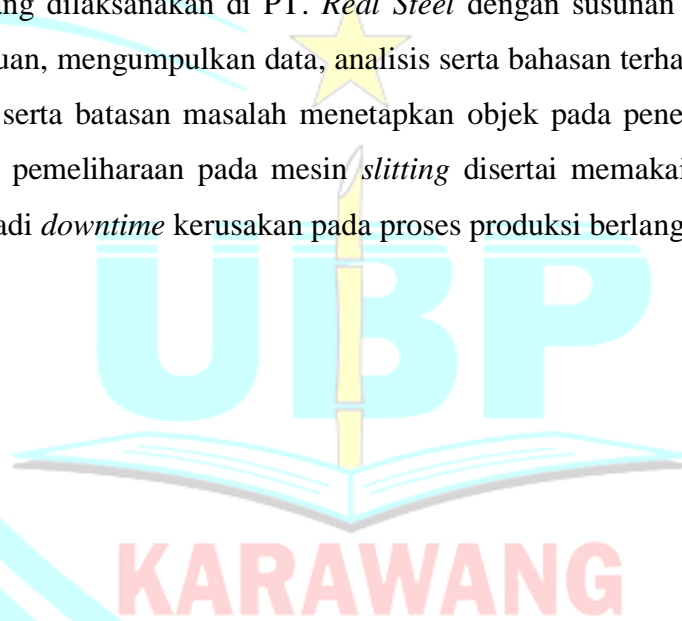 ang dilaksanakan di PT. Real Steel dengan susunan
uan, mengumpulkan data, analisis serta bahasan terha
serta batasan masalah menetapkan objek pada pene
pemeliharaan pada mesin slitting disertai memakai
adi downtime kerusakan pada proses produksi berlang
UBP
KARAWANG